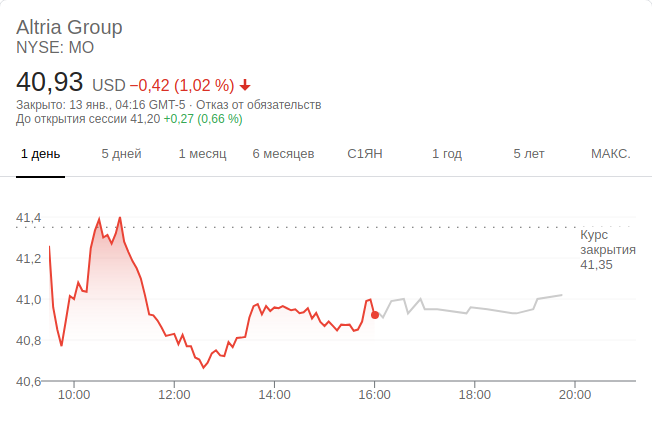 Altria Group
NYSE: MO
40,93 USD −0,42 (1,02 %)
Закрыто: 13 янв., 04:16 GMT-5 · Отказ от обязательств
До открытия сессии 41,20 +0,27 (0,66 %)
1 день 5 дней 1 месяц 6 месяцев С1ЯН 1 год 5 лет МАКС.
41,4
Курс
закрытия
41,35
41,2
41,0
40,8
40,6
10:00 12:00 14:00 16:00 18:00 20:00